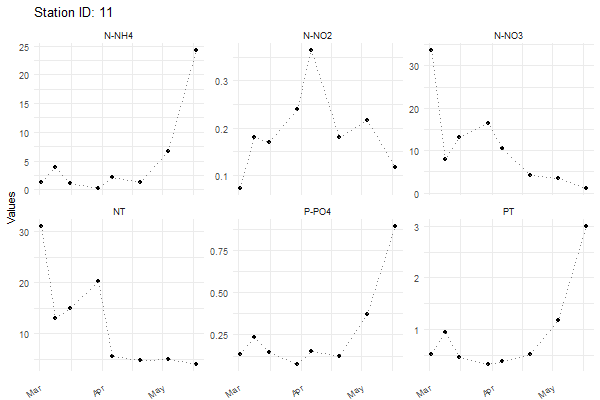 Station ID: 11
N-NH4
N-NO2
N-NO3
25
20
15
10
5
0
0.3
0.2
0.1
30
20
10
0
Values
NT
P-PO4
PT
30
20
10
0.75
0.50
0.25
3
2
1
Mar
Apr
May
Mar
Apr
May
Mar
Apr
May